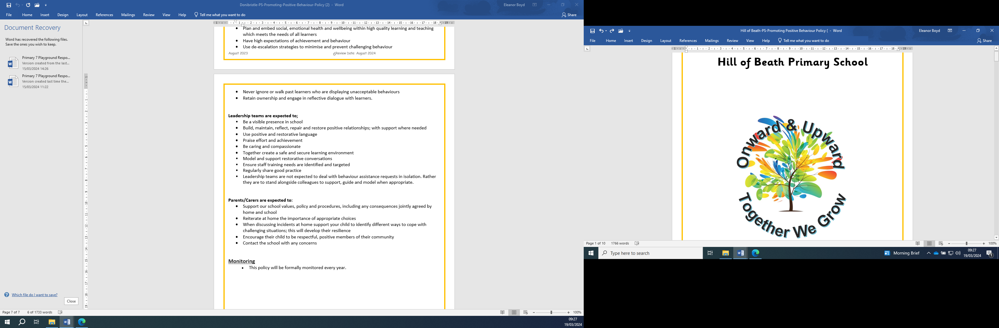 Donibristle-PS-Promoting-Positive-Behaviour-Policy (2) - Word
Eleanor Boyd
File Home Insert Design Layout References Mailings Review View Help Tell me what you want to do
Share
Document Recovery
Word has recovered the following files.
Save the ones you wish to keep.
Primary 7 Playground Respo...
Version created from the last...
15/03/2024 14:26
Primary 7 Playground Respo...
Version created last time the...
15/03/2024 11:22
Which file do I want to save?
Close
• Plan and embed social, emotional health and wellbeing within high quality learning and teaching
which meets the needs of all learners
• Have high expectations of achievement and behaviour
• Use de-escalation strategies to minimise and prevent challenging behaviour
August 2023
6Review Date: August 2024
• Never ignore or walk past learners who are displaying unacceptable behaviours
• Retain ownership and engage in reflective dialogue with learners.
Leadership teams are expected to;
• Be a visible presence in school
• Build, maintain, reflect, repair and restore positive relationships; with support where needed
• Use positive and restorative language
• Praise effort and achievement
• Be caring and compassionate
• Together create a safe and secure learning environment
• Model and support restorative conversations
• Ensure staff training needs are identified and targeted
• Regularly share good practice
• Leadership teams are not expected to deal with behaviour assistance requests in isolation. Rather
they are to stand alongside colleagues to support, guide and model when appropriate.
Parents/Carers are expected to:
• Support our school values, policy and procedures, including any consequences jointly agreed by
home and school
• Reiterate at home the importance of appropriate choices
• When discussing incidents at home support your child to identify different ways to cope with
challenging situations; this will develop their resilience
• Encourage their child to be respectful, positive members of their community
• Contact the school with any concerns
Monitoring
• This policy will be formally monitored every year.
Page 7 of 7 6 of 1733 words
100%
09:27
19/03/2024
Hill of Beath-PS-Promoting Positive Behaviour Policy ( - Word
Eleanor Boyd
File Home Insert Design Layout References Mailings Review View Help Tell me what you want to do
Share
Hill of Beath Primary School
Onward & Upward
Together We Grow
Page 1 of 10 1766 words
100%
Type here to search
Morning Brief
09:27
19/03/2024
1